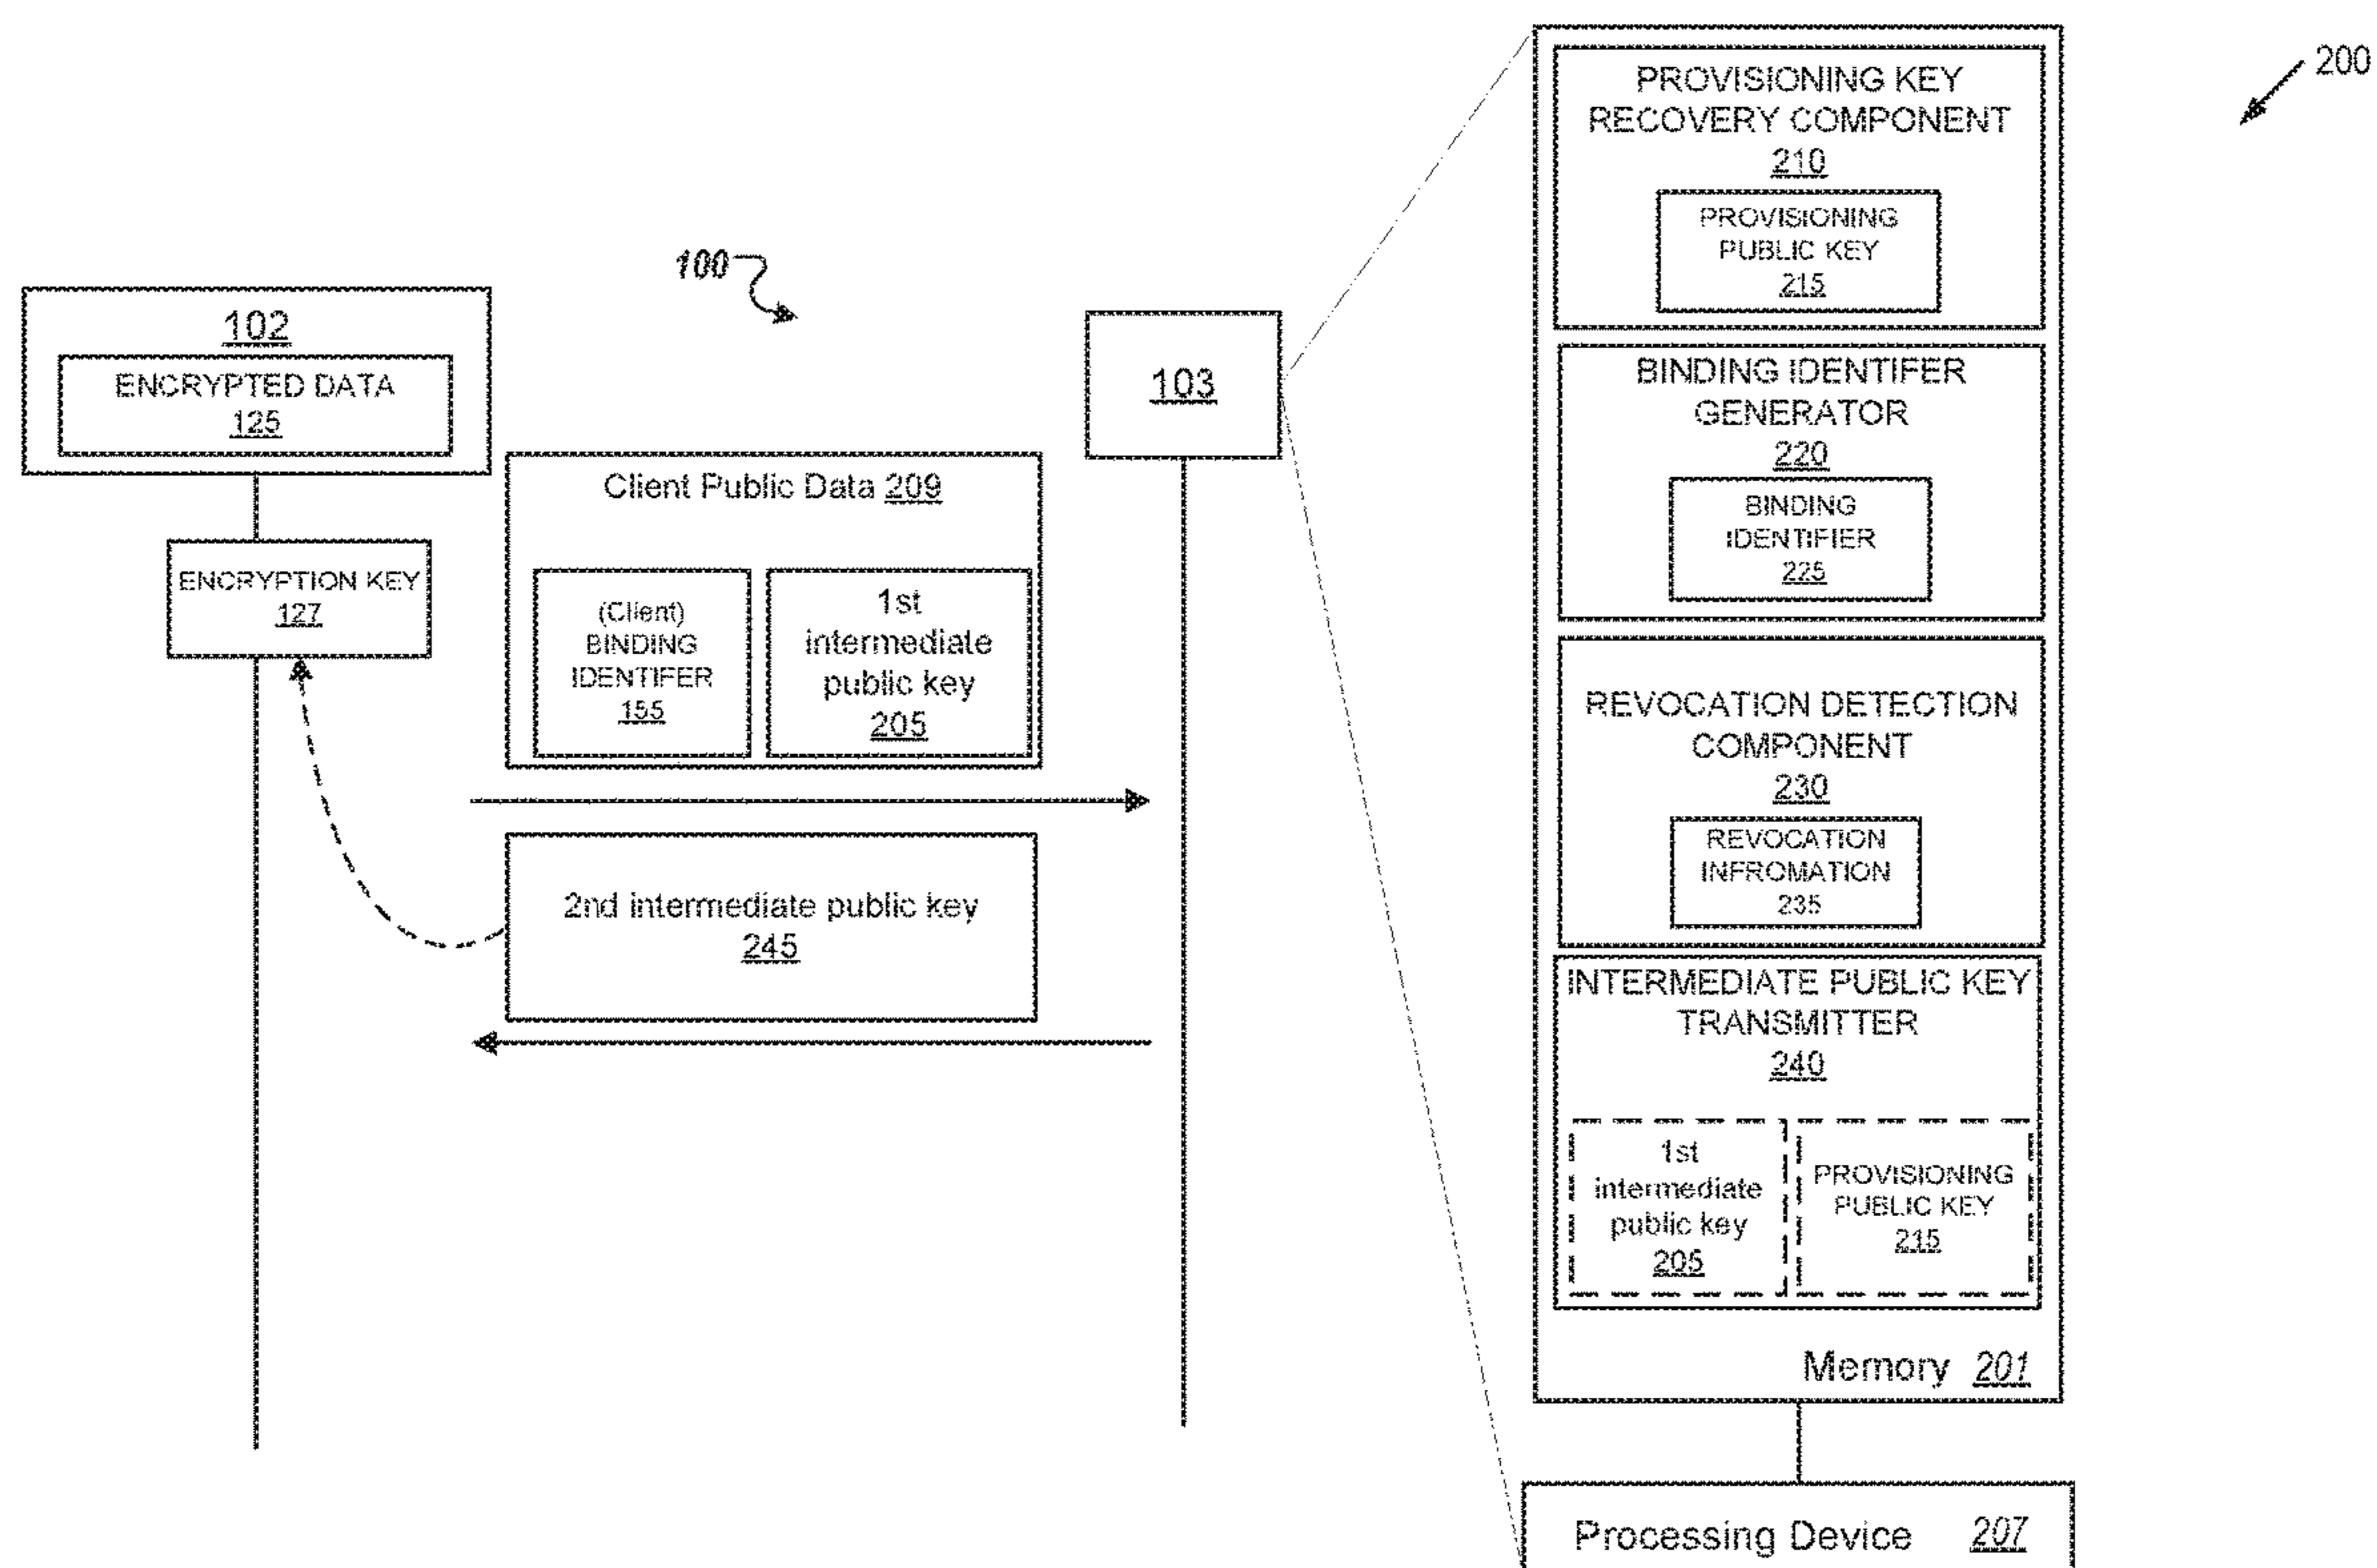 200
PROVISIONING KEY
RECOVERY COMPONENT
210
PROVISIONING
PUBLIC KEY
215
100
102
ENCRYPTED DATA
125
103
BINDING IDENTIFER
GENERATOR
220
BINDING
IDENTIFIER
225
Client Public Data 209
ENCRYPTION KEY
127
(Client)
BINDING
IDENTIFER
155
1st
intermediate
public key
205
REVOCATION DETECTION
COMPONENT
230
REVOCATION
INFROMATION
235
2nd intermediate public key
245
INTERMEDIATE PUBLIC KEY
TRANSMITTER
240
1st
intermediate
public key
205
PROVISIONING
PUBLIC KEY
215
Memory 201
Processing Device 207